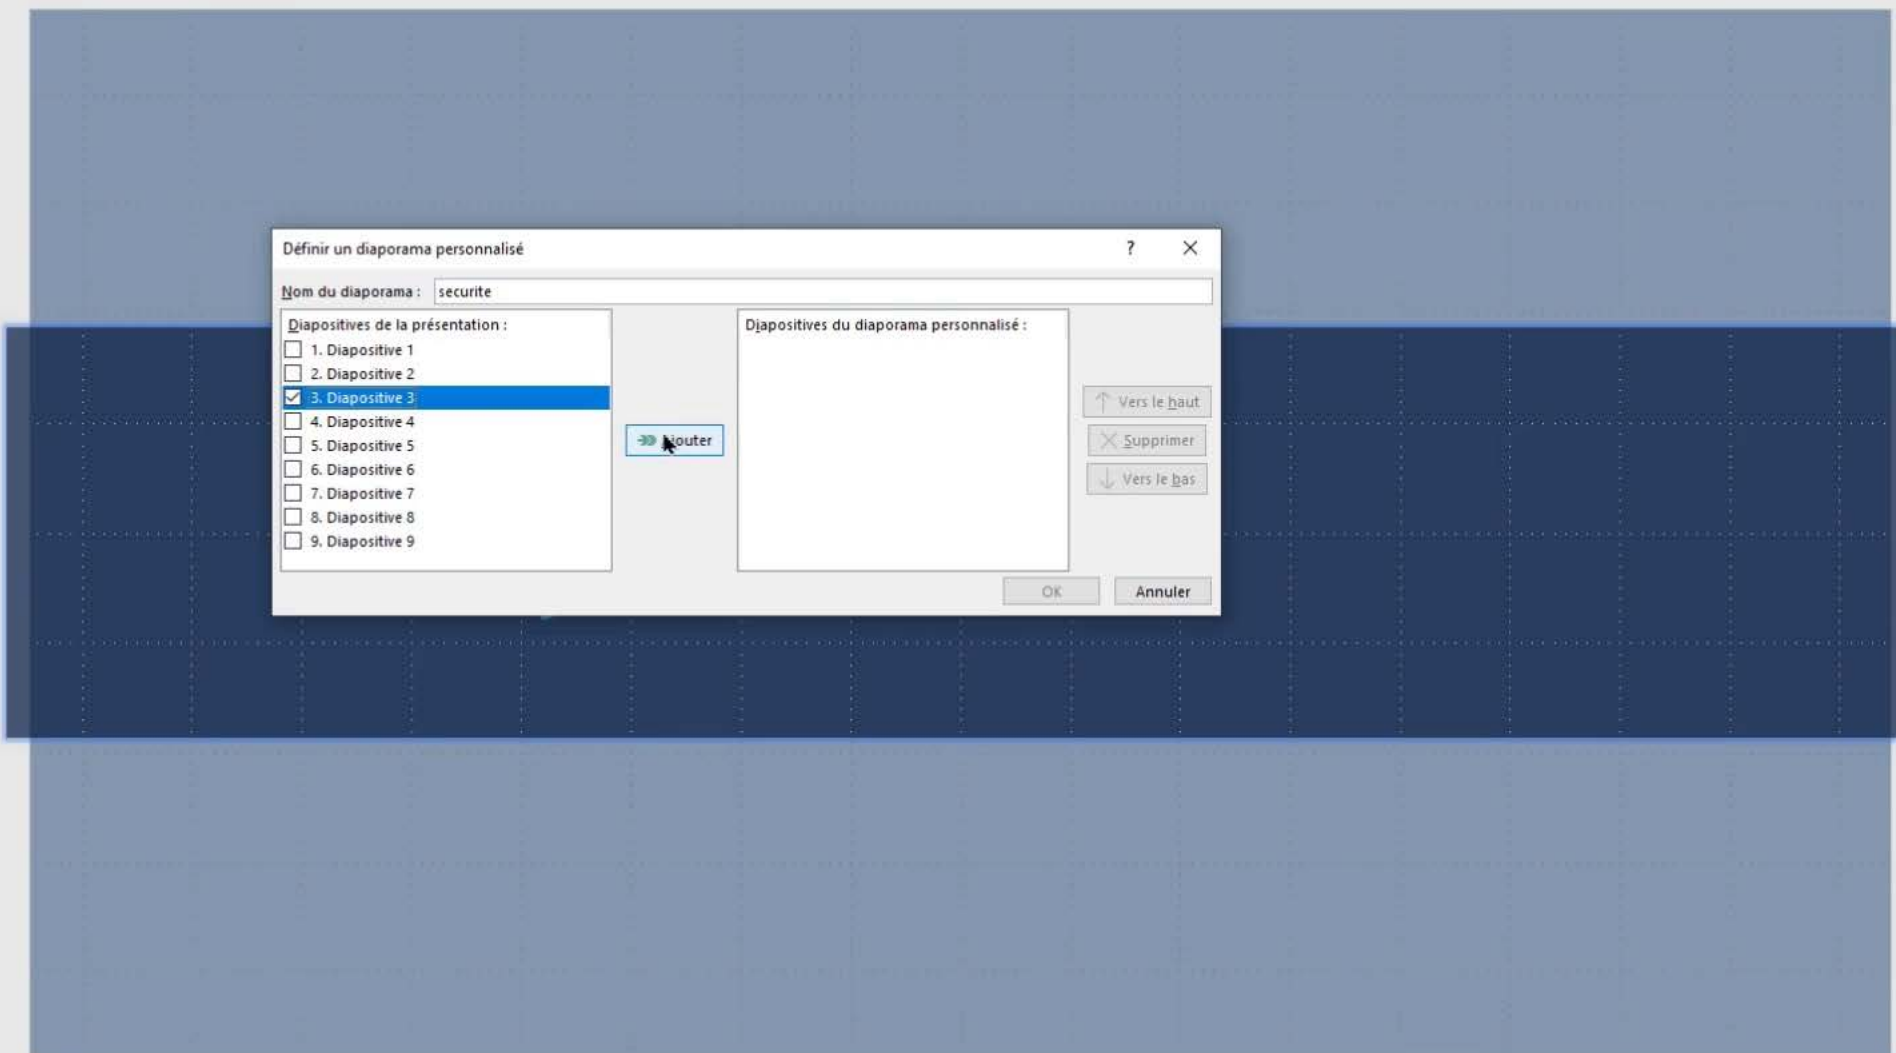 Définir un diaporama personnalisé
?
Nom du diaporama : securite
Diapositives de la présentation :
1. Diapositive 1
2. Diapositive 2
3. Diapositive 3
4. Diapositive 4
5. Diapositive 5
6. Diapositive 6
7. Diapositive 7
8. Diapositive 8
9. Diapositive 9
Ajouter
Diapositives du diaporama personnalisé :
Vers le haut
Supprimer
Vers le bas
OK
Annuler